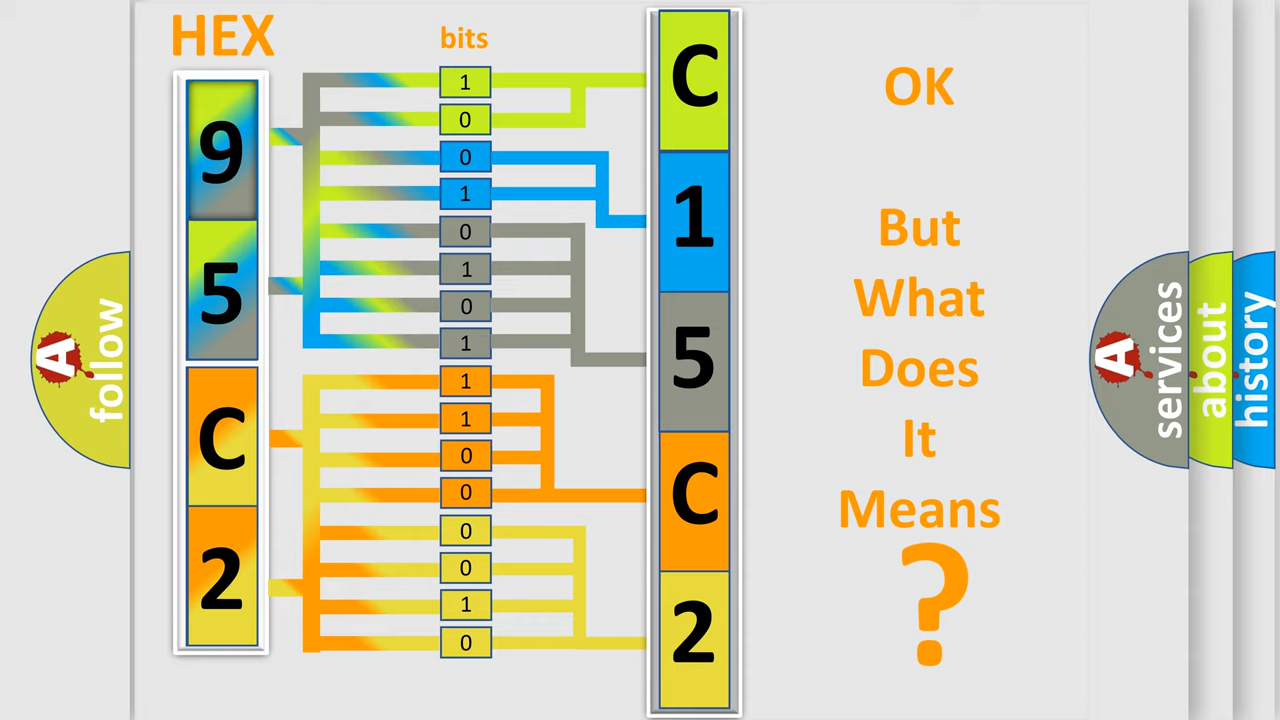 HEX
bits
9
5
C
2
1
0
0
1
0
1
0
1
1
1
0
0
0
0
1
0
C
1
5
C
2
OK
But
What
Does
It
Means
?
A
follow
A
services
about
history